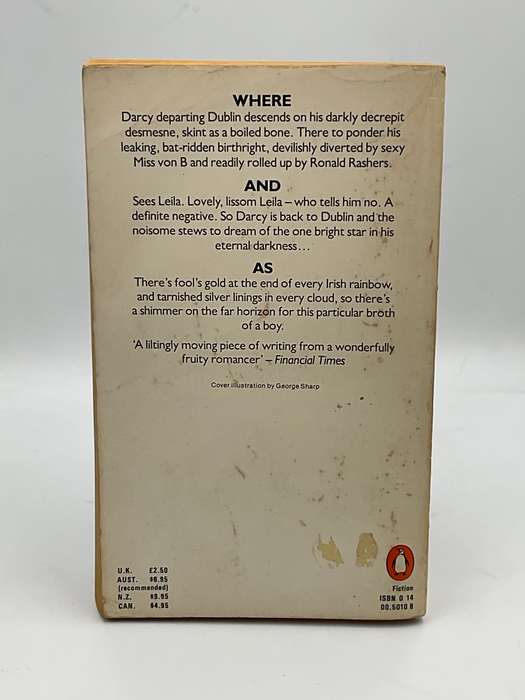 WHERE
Darcy departing Dublin descends on his darkly decrepit
desmesne, skint as a boiled bone. There to ponder his
leaking, bat-ridden birthright, devilishly diverted by sexy
Miss von B and readily rolled up by Ronald Rashers.
AND
Sees Leila. Lovely, lissom Leila – who tells him no. A
definite negative. So Darcy is back to Dublin and the
noisome stews to dream of the one bright star in his
eternal darkness...
AS
There's fool's gold at the end of every Irish rainbow,
and tarnished silver linings in every cloud, so there's
a shimmer on the far horizon for this particular broth
of a boy.
'A liltingly moving piece of writing from a wonderfully
fruity romancer' – Financial Times
Cover illustration by George Sharp
U.K. £2.50
AUST. $6.95
(recommended)
N.Z. $9.95
CAN. $4.95
Fiction
ISBN 0 14
00.5010 8